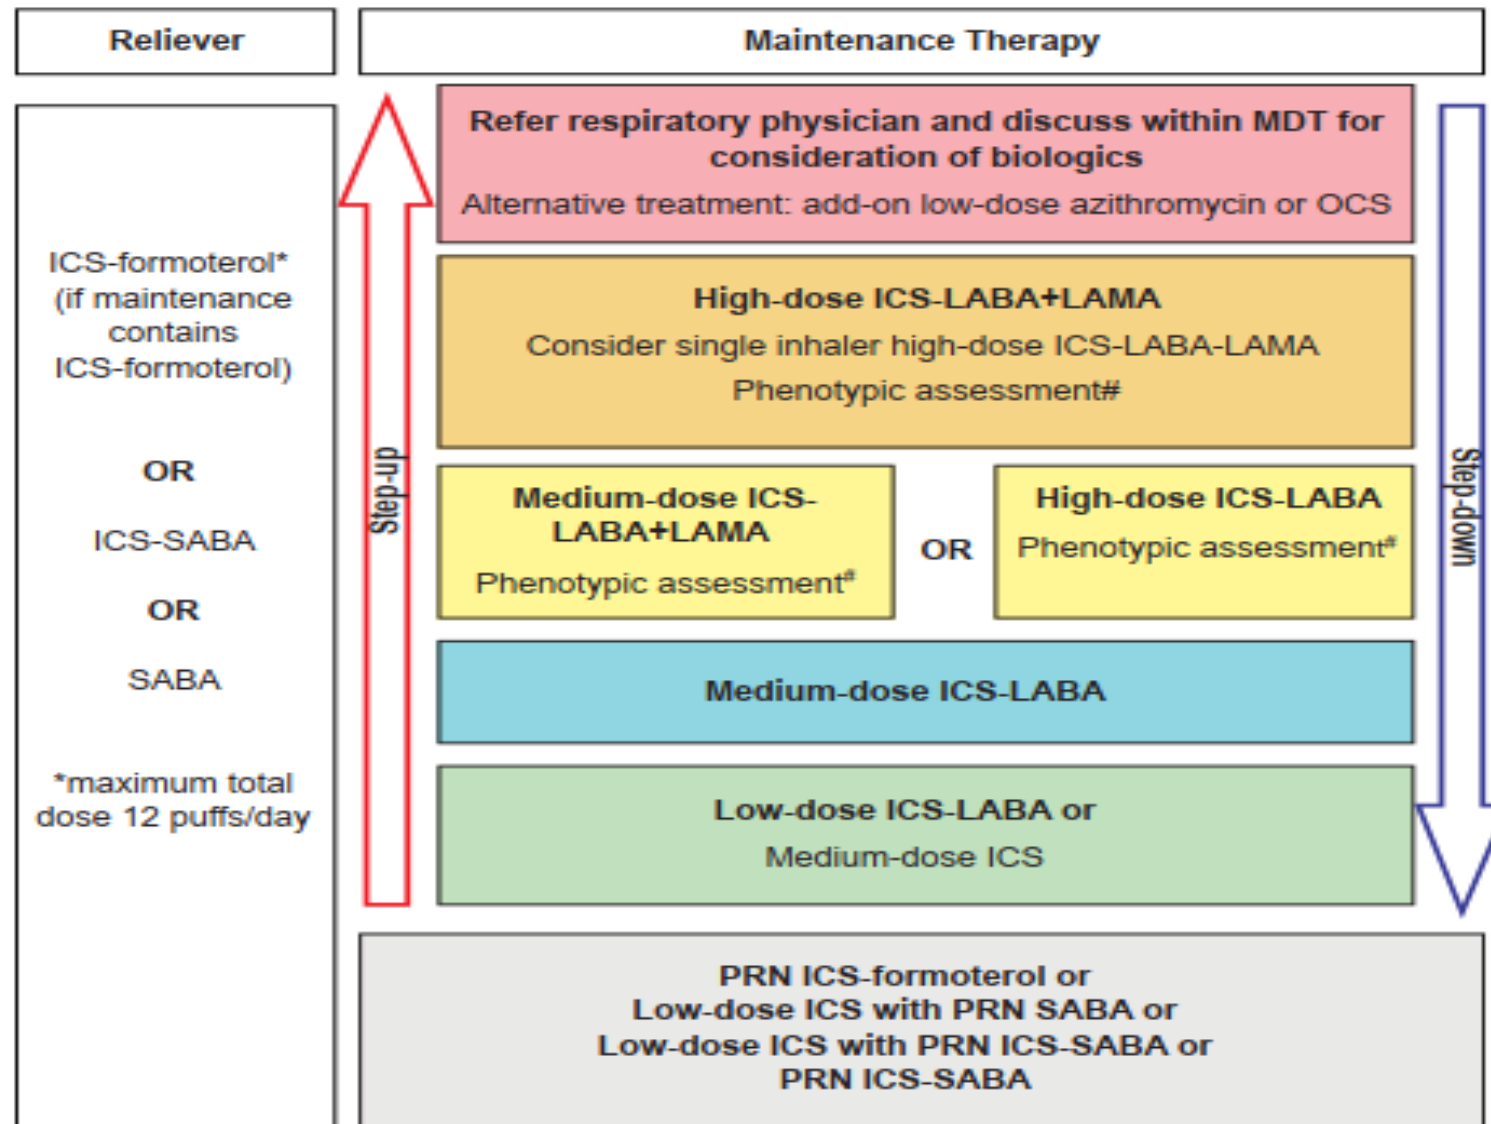 Reliever
Maintenance Therapy
ICS-formoterol*
(if maintenance
contains
ICS-formoterol)
OR
ICS-SABA
OR
SABA
*maximum total
dose 12 puffs/day
Step-up
Refer respiratory physician and discuss within MDT for
consideration of biologics
Alternative treatment: add-on low-dose azithromycin or OCS
High-dose ICS-LABA+LAMA
Consider single inhaler high-dose ICS-LABA-LAMA
Phenotypic assessment#
Medium-dose ICS-
LABA+LAMA
Phenotypic assessment#
OR
High-dose ICS-LABA
Phenotypic assessment#
Medium-dose ICS-LABA
Low-dose ICS-LABA or
Medium-dose ICS
Step-down
PRN ICS-formoterol or
Low-dose ICS with PRN SABA or
Low-dose ICS with PRN ICS-SABA or
PRN ICS-SABA